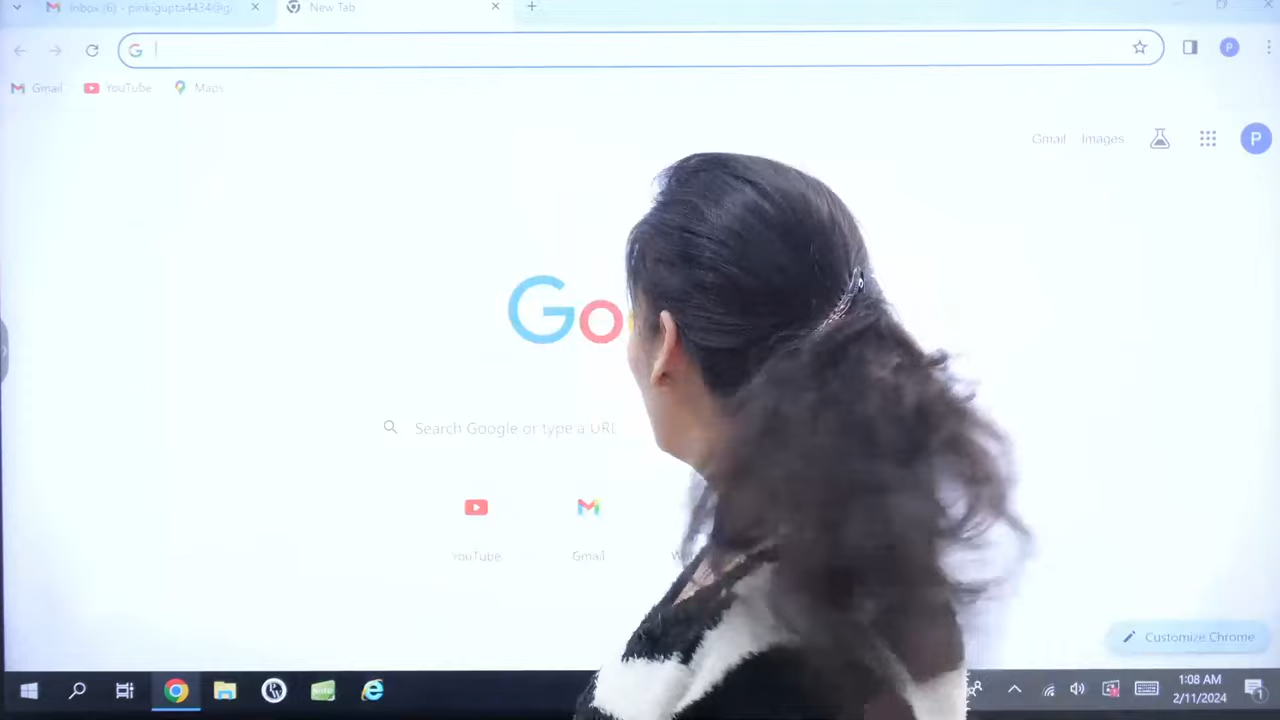 Inbox (6) - pinkigupta4434@g
New Tab
Gmail
YouTube
Maps
Gmail
Images
P
P
Go
Search Google or type a URL
YouTube
Gmail
Customize Chrome
1:08 AM
2/11/2024
1